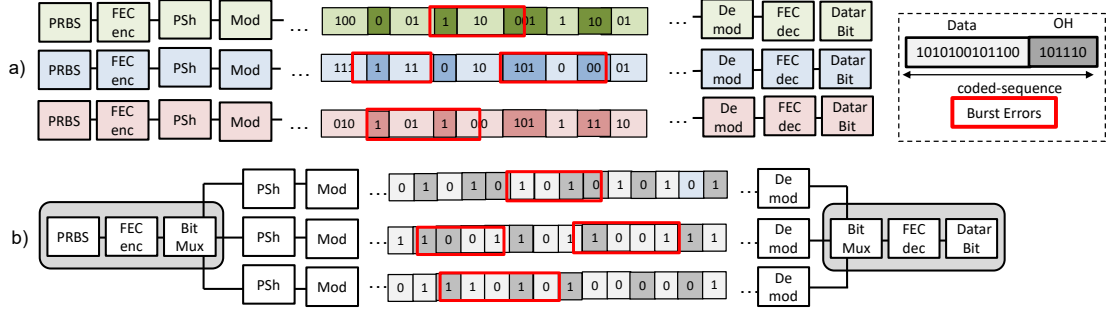 PRBS FEC enc PSh Mod ... 100 0 01 1 10 001 1 10 01 ... De mod FEC dec Datar Bit
a) PRBS FEC enc PSh Mod ... 111 1 11 0 10 101 0 00 01 ... De mod FEC dec Datar Bit
PRBS FEC enc PSh Mod ... 010 1 01 1 00 101 1 11 10 ... De mod FEC dec Datar Bit
Data OH
1010100101100 101110
coded-sequence
Burst Errors
PSh Mod ... 0 1 0 1 0 1 0 1 0 1 0 1 0 1 ... De mod
b) PRBS FEC enc Bit Mux PSh Mod ... 1 1 0 0 1 1 0 1 1 0 0 1 1 1 ... De mod Bit Mux FEC dec Datar Bit
PSh Mod ... 0 1 1 1 0 1 0 1 0 0 0 0 0 1 ... De mod